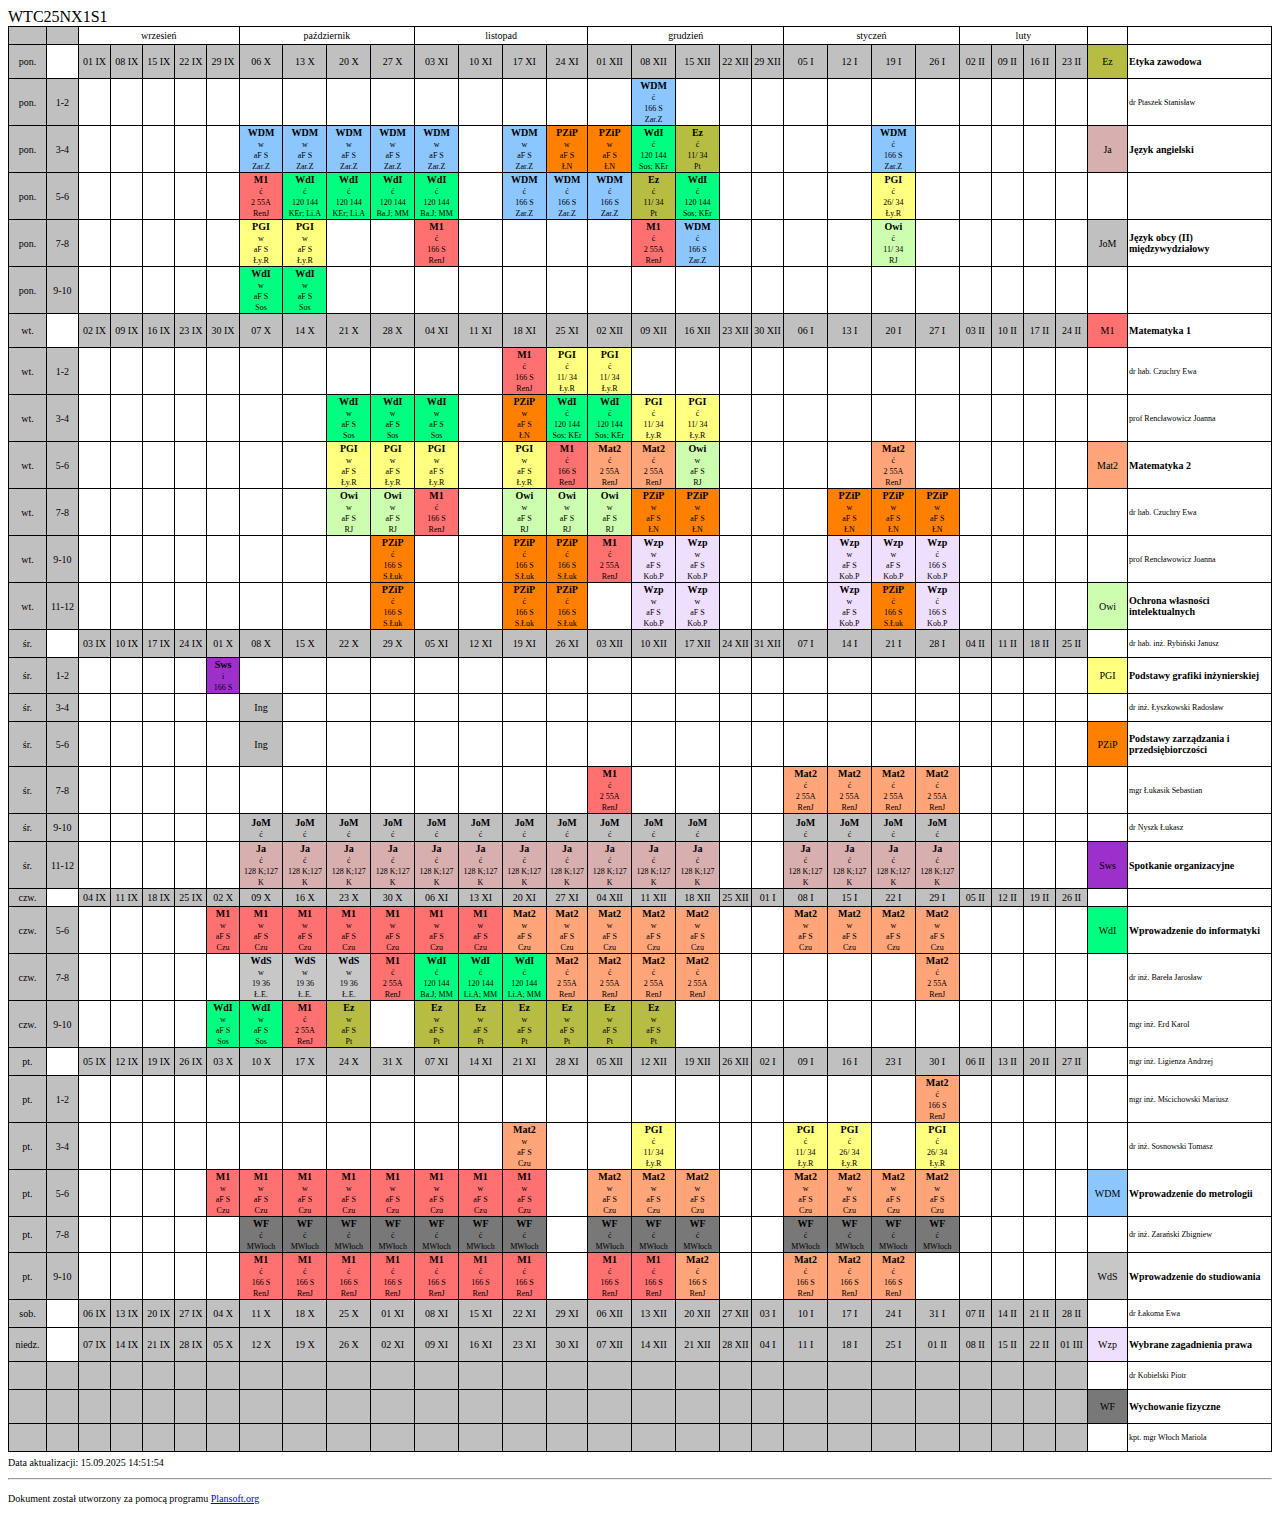 WTC25NX1S1
wrzesień październik listopad grudzień styczeń luty
pon. 01 IX 08 IX 15 IX 22 IX 29 IX 06 X 13 X 20 X 27 X 03 XI 10 XI 17 XI 24 XI 01 XII 08 XII 15 XII 22 XII 29 XII 05 I 12 I 19 I 26 I 02 II 09 II 16 II 23 II Ez Etyka zawodowa
WDM
ć
pon. 1-2 dr Ptaszek Stanisław
166 S
Zar.Z
WDM WDM WDM WDM WDM WDM PZiP PZiP WdI Ez WDM
w w w w w w w w ć ć ć
pon. 3-4 Ja Język angielski
aF S aF S aF S aF S aF S aF S aF S aF S 120 144 11/ 34 166 S
Zar.Z Zar.Z Zar.Z Zar.Z Zar.Z Zar.Z ŁN ŁN Sos; KEr Pt Zar.Z
M1 WdI WdI WdI WdI WDM WDM WDM Ez WdI PGI
ć ć ć ć ć ć ć ć ć ć ć
pon. 5-6
2 55A 120 144 120 144 120 144 120 144 166 S 166 S 166 S 11/ 34 120 144 26/ 34
RenJ KEr; Li.A KEr; Li.A Ba.J; MM Ba.J; MM Zar.Z Zar.Z Zar.Z Pt Sos; KEr Ły.R
PGI PGI M1 M1 WDM Owi
w w ć ć ć ć
pon. 7-8 JoM Język obcy (II) międzywydziałowy
aF S aF S 166 S 2 55A 166 S 11/ 34
Ły.R Ły.R RenJ RenJ Zar.Z RJ
WdI WdI
w w
pon. 9-10
aF S aF S
Sos Sos
wt. 02 IX 09 IX 16 IX 23 IX 30 IX 07 X 14 X 21 X 28 X 04 XI 11 XI 18 XI 25 XI 02 XII 09 XII 16 XII 23 XII 30 XII 06 I 13 I 20 I 27 I 03 II 10 II 17 II 24 II M1 Matematyka 1
M1 PGI PGI
ć ć ć
wt. 1-2 dr hab. Czuchry Ewa
166 S 11/ 34 11/ 34
RenJ Ły.R Ły.R
WdI WdI WdI PZiP WdI WdI PGI PGI
w w w w ć ć ć ć
wt. 3-4 prof Rencławowicz Joanna
aF S aF S aF S aF S 120 144 120 144 11/ 34 11/ 34
Sos Sos Sos ŁN Sos; KEr Sos; KEr Ły.R Ły.R
PGI PGI PGI PGI M1 Mat2 Mat2 Owi Mat2
w w w w ć ć ć w ć
wt. 5-6 Mat2 Matematyka 2
aF S aF S aF S aF S 166 S 2 55A 2 55A aF S 2 55A
Ły.R Ły.R Ły.R Ły.R RenJ RenJ RenJ RJ RenJ
Owi Owi M1 Owi Owi Owi PZiP PZiP PZiP PZiP PZiP
w w ć w w w w w w w w
wt. 7-8 dr hab. Czuchry Ewa
aF S aF S 166 S aF S aF S aF S aF S aF S aF S aF S aF S
RJ RJ RenJ RJ RJ RJ ŁN ŁN ŁN ŁN ŁN
PZiP PZiP PZiP M1 Wzp Wzp Wzp Wzp Wzp
ć ć ć ć w w w w ć
wt. 9-10 prof Rencławowicz Joanna
166 S 166 S 166 S 2 55A aF S aF S aF S aF S 166 S
S.Łuk S.Łuk S.Łuk RenJ Kob.P Kob.P Kob.P Kob.P Kob.P
PZiP PZiP PZiP Wzp Wzp Wzp PZiP Wzp
ć ć ć w w w ć ć
wt. 11-12 Owi Ochrona własności intelektualnych
166 S 166 S 166 S aF S aF S aF S 166 S 166 S
S.Łuk S.Łuk S.Łuk Kob.P Kob.P Kob.P S.Łuk Kob.P
śr. 03 IX 10 IX 17 IX 24 IX 01 X 08 X 15 X 22 X 29 X 05 XI 12 XI 19 XI 26 XI 03 XII 10 XII 17 XII 24 XII 31 XII 07 I 14 I 21 I 28 I 04 II 11 II 18 II 25 II dr hab. inż. Rybiński Janusz
Sws
śr. 1-2 i PGI Podstawy grafiki inżynierskiej
166 S
śr. 3-4 Ing dr inż. Łyszkowski Radosław
śr. 5-6 Ing PZiP Podstawy zarządzania i przedsiębiorczości
M1 Mat2 Mat2 Mat2 Mat2
ć ć ć ć ć
śr. 7-8 mgr Łukasik Sebastian
2 55A 2 55A 2 55A 2 55A 2 55A
RenJ RenJ RenJ RenJ RenJ
śr. 9-10 JoM JoM JoM JoM JoM JoM JoM JoM JoM JoM JoM JoM JoM JoM JoM dr Nyszk Łukasz
ć ć ć ć ć ć ć ć ć ć ć ć ć ć ć
Ja Ja Ja Ja Ja Ja Ja Ja Ja Ja Ja Ja Ja Ja Ja
ć ć ć ć ć ć ć ć ć ć ć ć ć ć ć
śr. 11-12 Sws Spotkanie organizacyjne
128 K;127 128 K;127 128 K;127 128 K;127 128 K;127 128 K;127 128 K;127 128 K;127 128 K;127 128 K;127 128 K;127 128 K;127 128 K;127 128 K;127 128 K;127
K K K K K K K K K K K K K K K
czw. 04 IX 11 IX 18 IX 25 IX 02 X 09 X 16 X 23 X 30 X 06 XI 13 XI 20 XI 27 XI 04 XII 11 XII 18 XII 25 XII 01 I 08 I 15 I 22 I 29 I 05 II 12 II 19 II 26 II
M1 M1 M1 M1 M1 M1 M1 Mat2 Mat2 Mat2 Mat2 Mat2 Mat2 Mat2 Mat2 Mat2
w w w w w w w w w w w w w w w w
czw. 5-6 WdI Wprowadzenie do informatyki
aF S aF S aF S aF S aF S aF S aF S aF S aF S aF S aF S aF S aF S aF S aF S aF S
Czu Czu Czu Czu Czu Czu Czu Czu Czu Czu Czu Czu Czu Czu Czu Czu
WdS WdS WdS M1 WdI WdI WdI Mat2 Mat2 Mat2 Mat2 Mat2
w w w ć ć ć ć ć ć ć ć ć
czw. 7-8 dr inż. Bareła Jarosław
19 36 19 36 19 36 2 55A 120 144 120 144 120 144 2 55A 2 55A 2 55A 2 55A 2 55A
Ł.E. Ł.E. Ł.E. RenJ Ba.J; MM Li.A; MM Li.A; MM RenJ RenJ RenJ RenJ RenJ
WdI WdI M1 Ez Ez Ez Ez Ez Ez Ez
w w ć w w w w w w w
czw. 9-10 mgr inż. Erd Karol
aF S aF S 2 55A aF S aF S aF S aF S aF S aF S aF S
Sos Sos RenJ Pt Pt Pt Pt Pt Pt Pt
pt. 05 IX 12 IX 19 IX 26 IX 03 X 10 X 17 X 24 X 31 X 07 XI 14 XI 21 XI 28 XI 05 XII 12 XII 19 XII 26 XII 02 I 09 I 16 I 23 I 30 I 06 II 13 II 20 II 27 II mgr inż. Ligienza Andrzej
Mat2
ć
pt. 1-2 mgr inż. Mścichowski Mariusz
166 S
RenJ
Mat2 PGI PGI PGI PGI
w ć ć ć ć
pt. 3-4 dr inż. Sosnowski Tomasz
aF S 11/ 34 11/ 34 26/ 34 26/ 34
Czu Ły.R Ły.R Ły.R Ły.R
M1 M1 M1 M1 M1 M1 M1 M1 Mat2 Mat2 Mat2 Mat2 Mat2 Mat2 Mat2
w w w w w w w w w w w w w w w
pt. 5-6 WDM Wprowadzenie do metrologii
aF S aF S aF S aF S aF S aF S aF S aF S aF S aF S aF S aF S aF S aF S aF S
Czu Czu Czu Czu Czu Czu Czu Czu Czu Czu Czu Czu Czu Czu Czu
WF WF WF WF WF WF WF WF WF WF WF WF WF WF
pt. 7-8 ć ć ć ć ć ć ć ć ć ć ć ć ć ć dr inż. Zarański Zbigniew
MWłoch MWłoch MWłoch MWłoch MWłoch MWłoch MWłoch MWłoch MWłoch MWłoch MWłoch MWłoch MWłoch MWłoch
M1 M1 M1 M1 M1 M1 M1 M1 M1 Mat2 Mat2 Mat2 Mat2
ć ć ć ć ć ć ć ć ć ć ć ć ć
pt. 9-10 WdS Wprowadzenie do studiowania
166 S 166 S 166 S 166 S 166 S 166 S 166 S 166 S 166 S 166 S 166 S 166 S 166 S
RenJ RenJ RenJ RenJ RenJ RenJ RenJ RenJ RenJ RenJ RenJ RenJ RenJ
sob. 06 IX 13 IX 20 IX 27 IX 04 X 11 X 18 X 25 X 01 XI 08 XI 15 XI 22 XI 29 XI 06 XII 13 XII 20 XII 27 XII 03 I 10 I 17 I 24 I 31 I 07 II 14 II 21 II 28 II dr Łakoma Ewa
niedz. 07 IX 14 IX 21 IX 28 IX 05 X 12 X 19 X 26 X 02 XI 09 XI 16 XI 23 XI 30 XI 07 XII 14 XII 21 XII 28 XII 04 I 11 I 18 I 25 I 01 II 08 II 15 II 22 II 01 III Wzp Wybrane zagadnienia prawa
dr Kobielski Piotr
WF Wychowanie fizyczne
kpt. mgr Włoch Mariola
Data aktualizacji: 15.09.2025 14:51:54
Dokument został utworzony za pomocą programu Plansoft.org